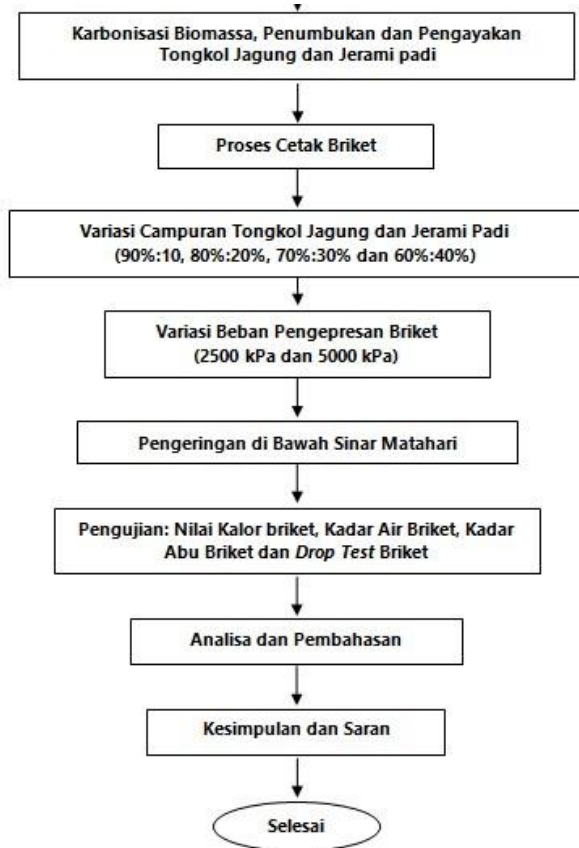 Karbonisasi Biomassa, Penumbukan dan Pengayakan
Tongkol Jagung dan Jerami padi
Proses Cetak Briket
Variasi Campuran Tongkol Jagung dan Jerami Padi
(90%:10, 80%:20%, 70%:30% dan 60%:40%)
Variasi Beban Pengepresan Briket
(2500 kPa dan 5000 kPa)
Pengeringan di Bawah Sinar Matahari
Pengujian: Nilai Kalor briket, Kadar Air Briket, Kadar
Abu Briket dan Drop Test Briket
Analisa dan Pembahasan
Kesimpulan dan Saran
Selesai